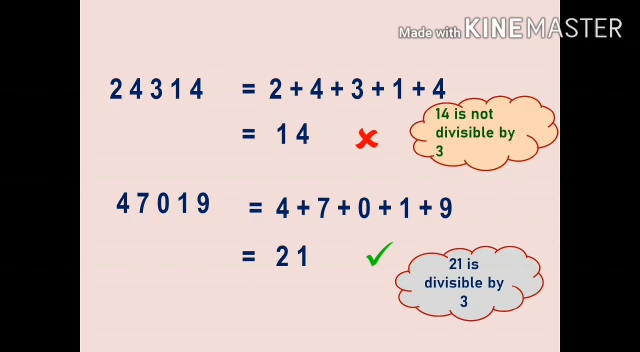 Made with KINEMASTER
2 4 3 1 4 = 2 + 4 + 3 + 1 + 4
= 1 4 ✘
14 is not
divisible by
3
4 7 0 1 9 = 4 + 7 + 0 + 1 + 9
= 2 1 ✓
21 is
divisible by
3